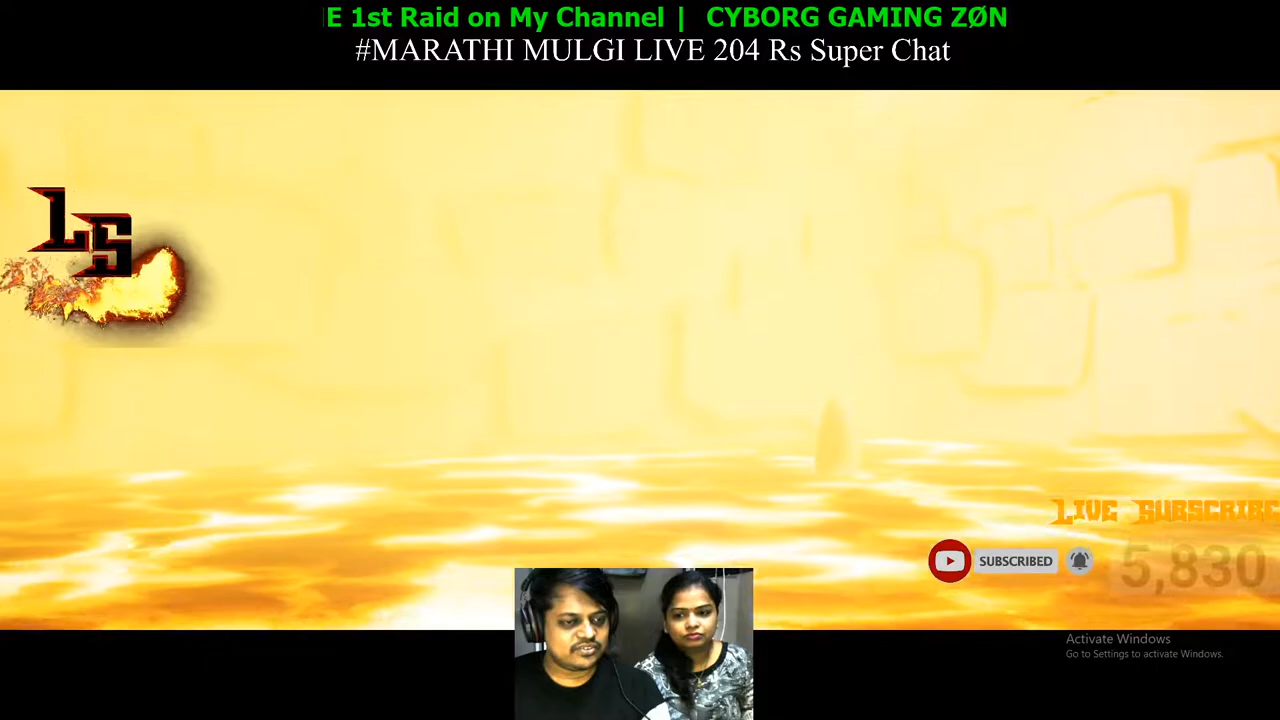 E 1st Raid on My Channel | CYBORG GAMING ZØN
#MARATHI MULGI LIVE 204 Rs Super Chat
LS
LIVE SUBSCRIBE
SUBSCRIBED
5,830
Activate Windows
Go to Settings to activate Windows.